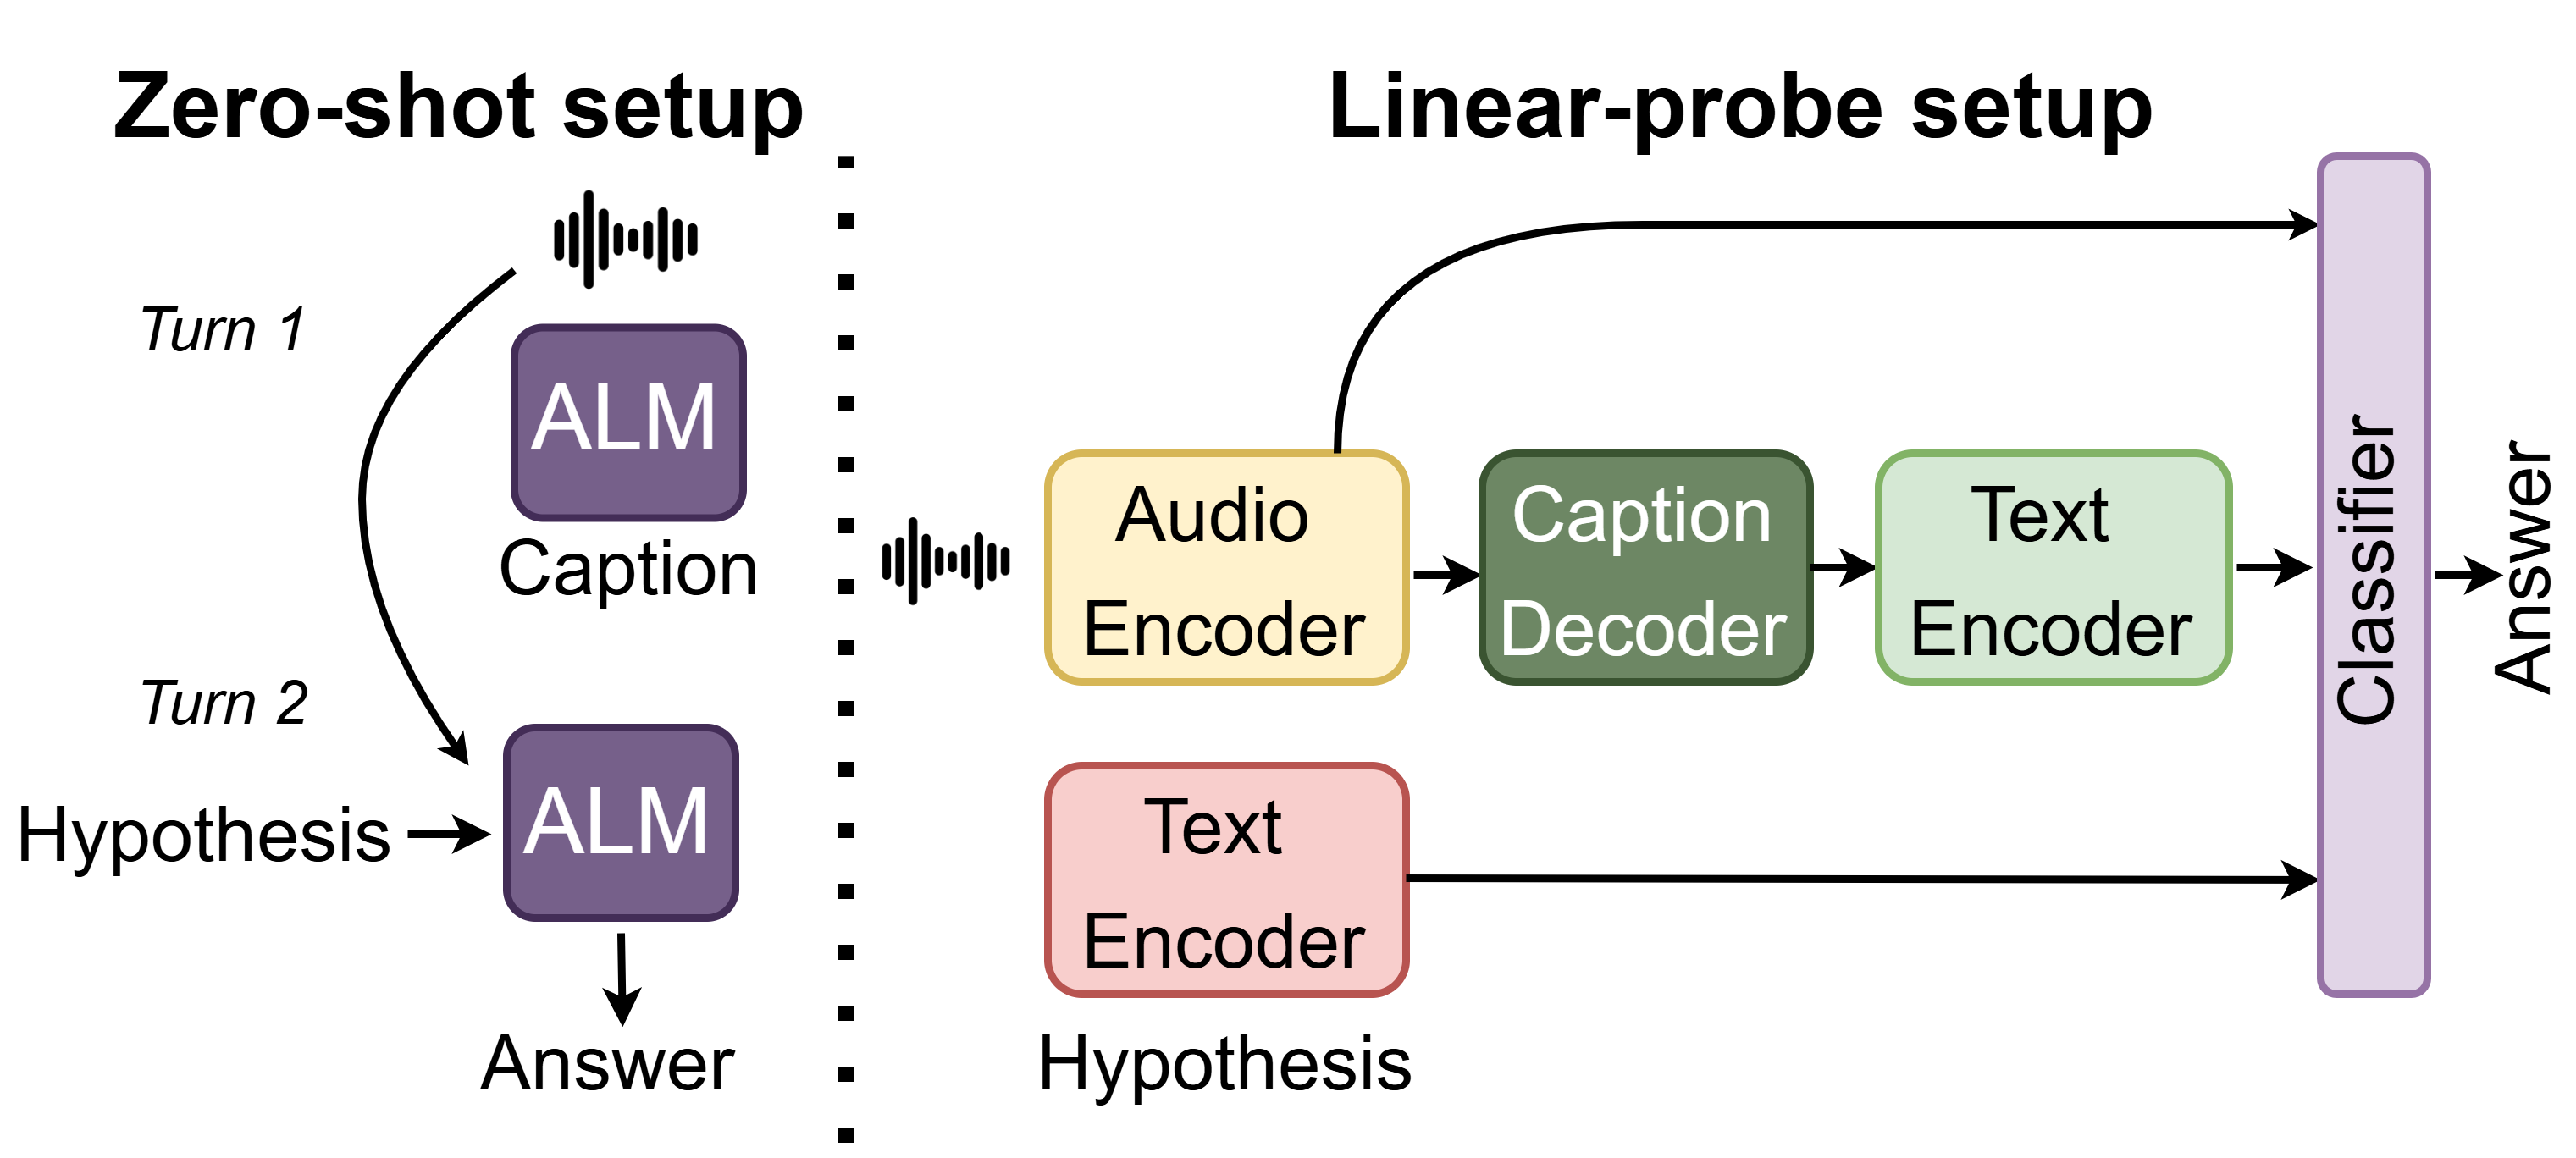 Zero-shot setup
Turn 1
ALM
Caption
Turn 2
Hypothesis
ALM
Answer
Linear-probe setup
Audio
Encoder
Caption
Decoder
Text
Encoder
Text
Encoder
Hypothesis
Classifier
Answer